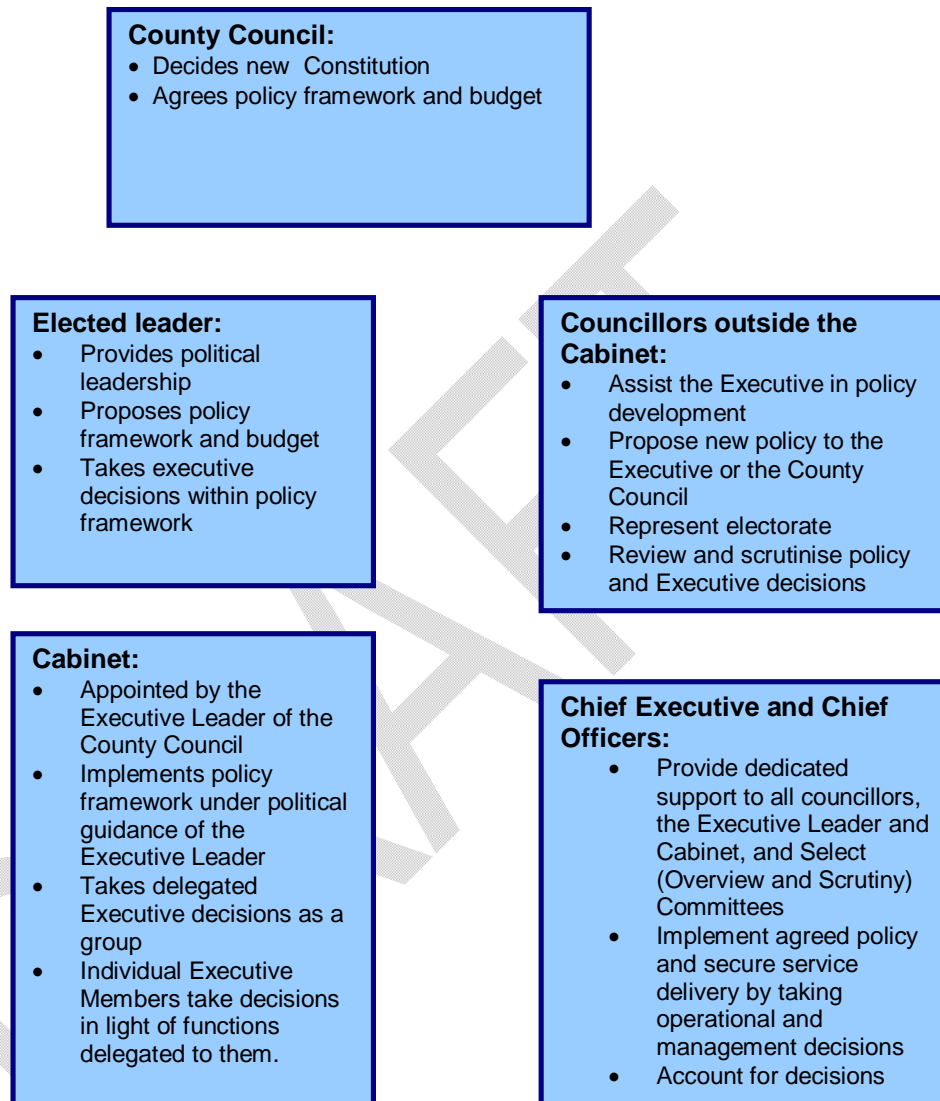 County Council:
• Decides new Constitution
• Agrees policy framework and budget
Elected leader:
• Provides political
leadership
• Proposes policy
framework and budget
• Takes executive
decisions within policy
framework
Councillors outside the
Cabinet:
• Assist the Executive in policy
development
• Propose new policy to the
Executive or the County
Council
• Represent electorate
• Review and scrutinise policy
and Executive decisions
Cabinet:
• Appointed by the
Executive Leader of the
County Council
• Implements policy
framework under political
guidance of the
Executive Leader
• Takes delegated
Executive decisions as a
group
• Individual Executive
Members take decisions
in light of functions
delegated to them.
Chief Executive and Chief
Officers:
• Provide dedicated
support to all councillors,
the Executive Leader and
Cabinet, and Select
(Overview and Scrutiny)
Committees
• Implement agreed policy
and secure service
delivery by taking
operational and
management decisions
• Account for decisions
DRAFT